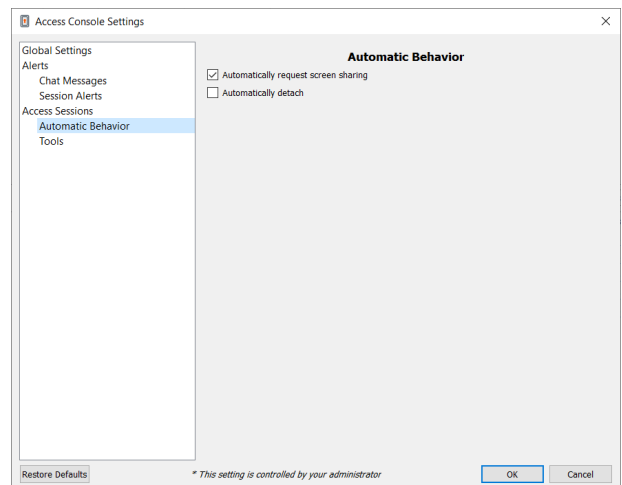 Access Console Settings
Global Settings
Alerts
Chat Messages
Session Alerts
Access Sessions
Automatic Behavior
Tools
Automatic Behavior
Automatically request screen sharing
Automatically detach
Restore Defaults
* This setting is controlled by your administrator
OK
Cancel